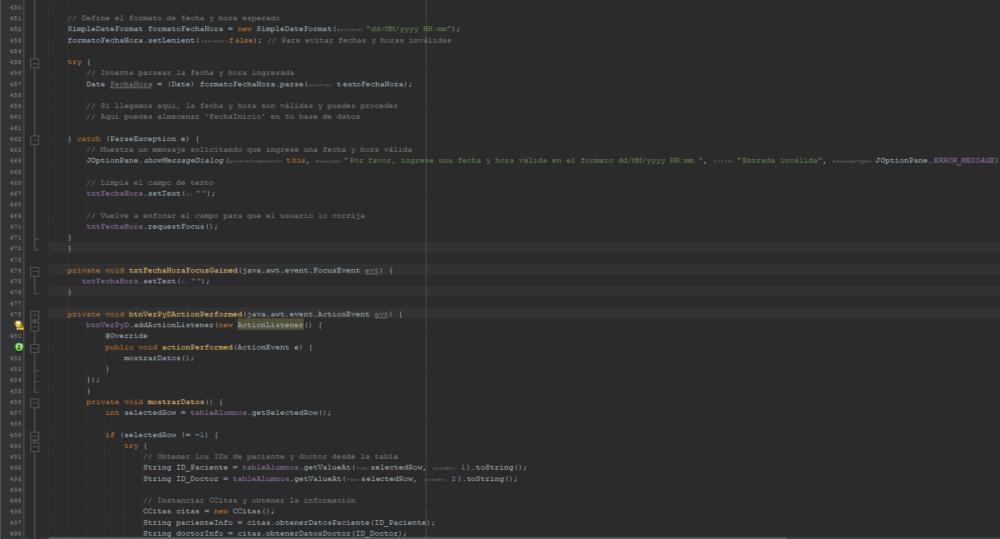 450
451 // Define el formato de fecha y hora esperado
452 SimpleDateFormat formatoFechaHora = new SimpleDateFormat(pattern: "dd/MM/yyyy HH:mm");
453 formatoFechaHora.setLenient(lenient: false); // Para evitar fechas y horas inválidas
454
455 try {
456 // Intenta parsear la fecha y hora ingresada
457 Date FechaHora = (Date) formatoFechaHora.parse(source: textoFechaHora);
458
459 // Si llegamos aquí, la fecha y hora son válidas y puedes proceder
460 // Aquí puedes almacenar 'fechaInicio' en tu base de datos
461
462 } catch (ParseException e) {
463 // Muestra un mensaje solicitando que ingrese una fecha y hora válida
464 JOptionPane.showMessageDialog(parentComponent: this, message: "Por favor, ingrese una fecha y hora válida en el formato dd/MM/yyyy HH:mm.", title: "Entrada inválida", messageType: JOptionPane.ERROR_MESSAGE)
465
466 // Limpia el campo de texto
467 txtFechaHora.setText(t: "");
468
469 // Vuelve a enfocar el campo para que el usuario lo corrija
470 txtFechaHora.requestFocus();
471 }
472 }
473
474 private void txtFechaHoraFocusGained(java.awt.event.FocusEvent evt) {
475 txtFechaHora.setText(t: "");
476 }
477
478 private void btnVerPyDActionPerformed(java.awt.event.ActionEvent evt) {
btnVerPyD.addActionListener(new ActionListener() {
480 @Override
public void actionPerformed(ActionEvent e) {
482 mostrarDatos();
483 }
484 });
485 }
486 private void mostrarDatos() {
487 int selectedRow = tableAlumnos.getSelectedRow();
488
489 if (selectedRow != -1) {
490 try {
491 // Obtener los IDs de paciente y doctor desde la tabla
492 String ID_Paciente = tableAlumnos.getValueAt(row: selectedRow, column: 1).toString();
493 String ID_Doctor = tableAlumnos.getValueAt(row: selectedRow, column: 2).toString();
494
495 // Instanciar CCitas y obtener la información
496 CCitas citas = new CCitas();
497 String pacienteInfo = citas.obtenerDatosPaciente(ID_Paciente);
498 String doctorInfo = citas.obtenerDatosDoctor(ID_Doctor);